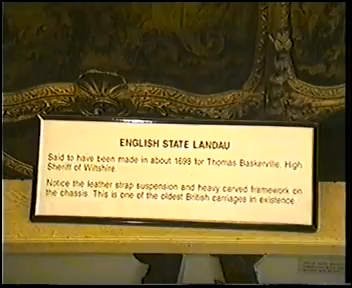 ENGLISH STATE LANDAU
Said to have been made in about 1698 for Thomas Baskerville, High
Sheriff of Wiltshire
Notice the leather strap suspension and heavy carved framework on
the chassis. This is one of the oldest British carriages in existence